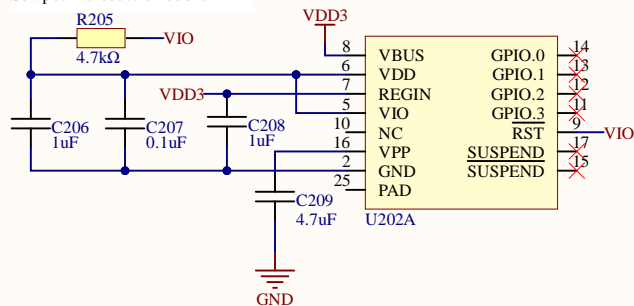 R205
VIO
4.7kΩ
VDD3
8 VBUS GPIO.0 14
6 VDD GPIO.1 13
VDD3 7 REGIN GPIO.2 12
5 VIO GPIO.3 11
10 NC RST 9 VIO
16 VPP SUSPEND 17
2 GND SUSPEND 15
25 PAD
U202A
C206
1uF
C207
0.1uF
C208
1uF
C209
4.7uF
GND